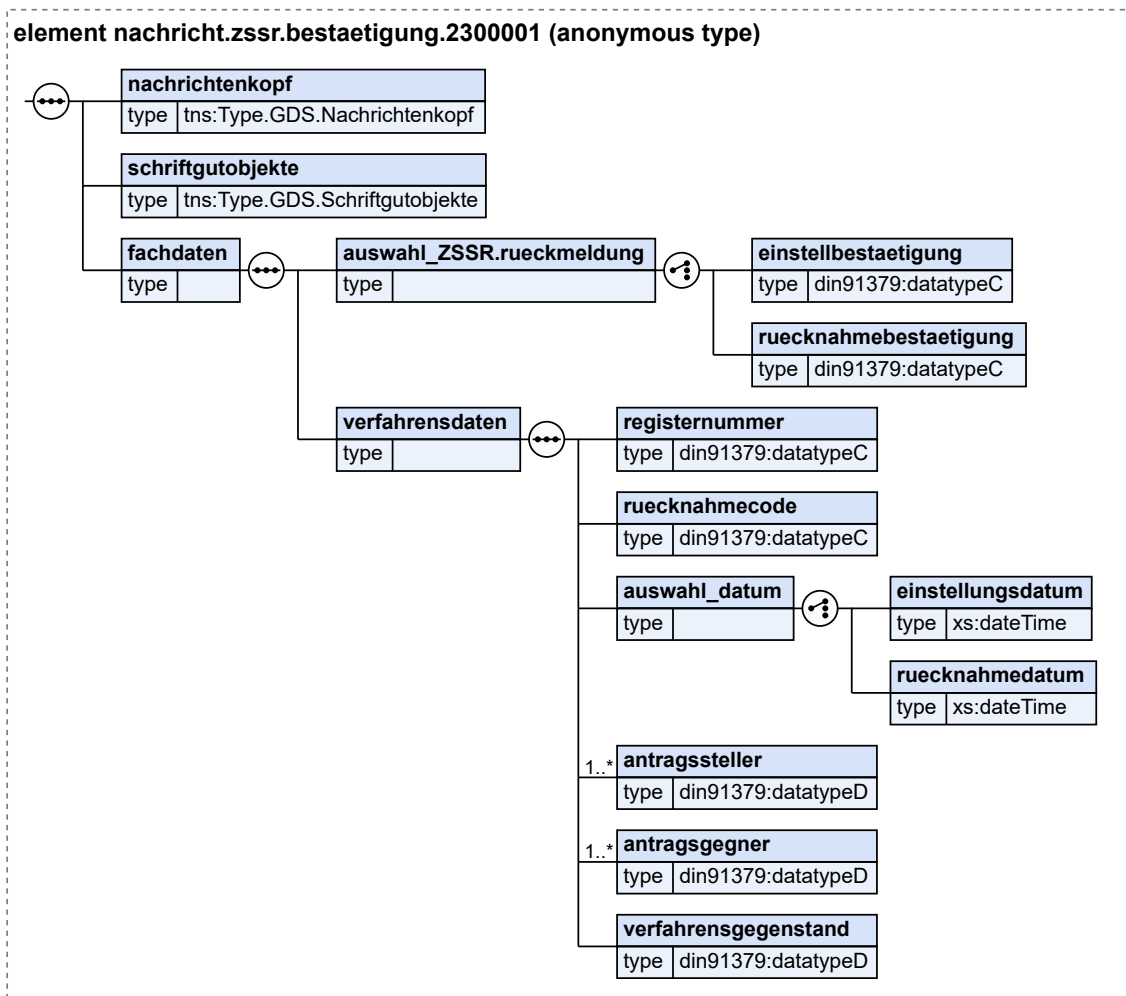 element nachricht.zssr.bestaetigung.2300001 (anonymous type)
nachrichtenkopf
type tns:Type.GDS.Nachrichtenkopf
schriftgutobjekte
type tns:Type.GDS.Schriftgutobjekte
fachdaten
type
auswahl_ZSSR.rueckmeldung
type
einstellbestaetigung
type din91379:datatypeC
ruecknahmebestaetigung
type din91379:datatypeC
verfahrensdaten
type
registernummer
type din91379:datatypeC
ruecknahmecode
type din91379:datatypeC
auswahl_datum
type
einstellungsdatum
type xs:dateTime
ruecknahmedatum
type xs:dateTime
1..* antragssteller
type din91379:datatypeD
1..* antragsgegner
type din91379:datatypeD
verfahrensgegenstand
type din91379:datatypeD